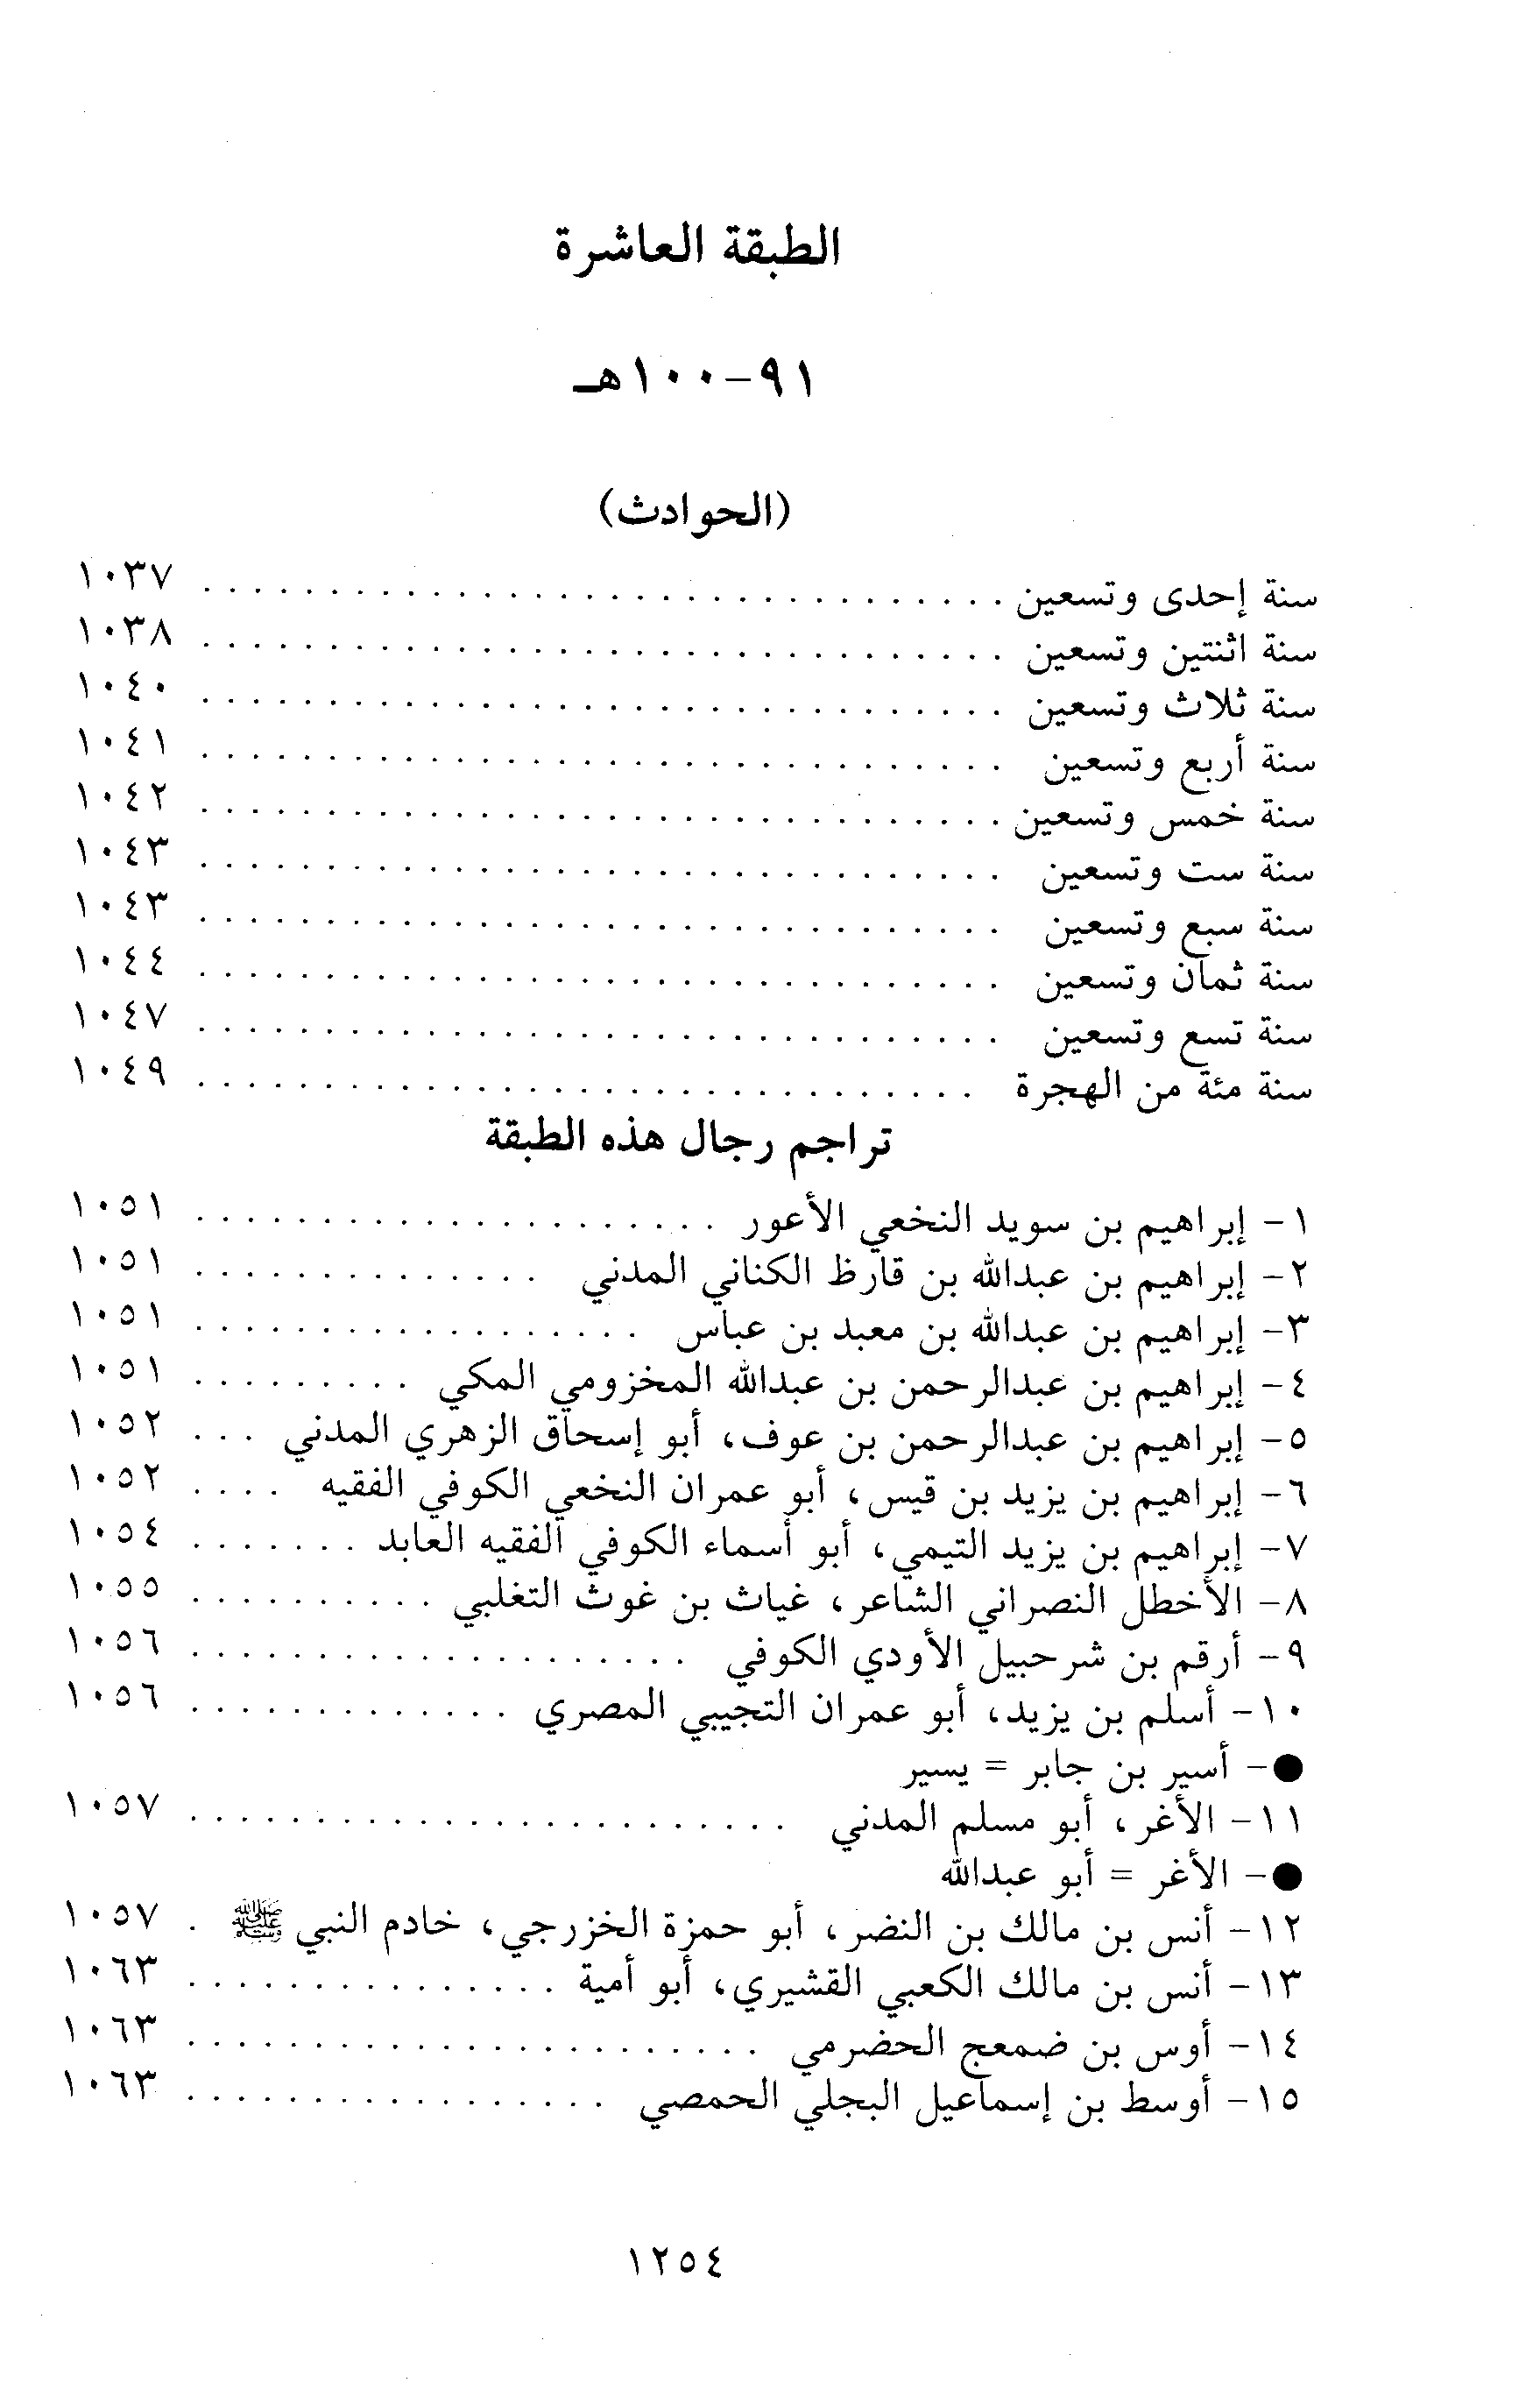 الطبقة العاشرة
٩١-١٠٠هـ
(الحوادث)
سنة إحدى وتسعين ................................ ١٠٣٧
سنة اثنتين وتسعين ................................ ١٠٣٨
سنة ثلاث وتسعين ................................ ١٠٤٠
سنة أربع وتسعين ................................ ١٠٤١
سنة خمس وتسعين ................................ ١٠٤٢
سنة ست وتسعين ................................ ١٠٤٣
سنة سبع وتسعين ................................ ١٠٤٣
سنة ثمان وتسعين ................................ ١٠٤٤
سنة تسع وتسعين ................................ ١٠٤٧
سنة مئة من الهجرة ............................... ١٠٤٩
تراجم رجال هذه الطبقة
١- إبراهيم بن سويد النخعي الأعور ..................... ١٠٥١
٢- إبراهيم بن عبدالله بن قارظ الكناني المدني .............. ١٠٥١
٣- إبراهيم بن عبدالله بن معبد بن عباس .................. ١٠٥١
٤- إبراهيم بن عبدالرحمن بن عبدالله المخزومي المكي ......... ١٠٥١
٥- إبراهيم بن عبدالرحمن بن عوف، أبو إسحاق الزهري المدني ... ١٠٥٢
٦- إبراهيم بن يزيد بن قيس، أبو عمران النخعي الكوفي الفقيه .... ١٠٥٢
٧- إبراهيم بن يزيد التيمي، أبو أسماء الكوفي الفقيه العابد ....... ١٠٥٤
٨- الأخطل النصراني الشاعر، غياث بن غوث التغلبي .......... ١٠٥٥
٩- أرقم بن شرحبيل الأودي الكوفي .................... ١٠٥٦
١٠- أسلم بن يزيد، أبو عمران التجيبي المصري ............. ١٠٥٦
●- أسير بن جابر = يسير
١١- الأغر، أبو مسلم المدني ........................ ١٠٥٧
●- الأغر = أبو عبدالله
١٢- أنس بن مالك بن النضر، أبو حمزة الخزرجي، خادم النبي ﷺ . ١٠٥٧
١٣- أنس بن مالك الكعبي القشيري، أبو أمية ............... ١٠٦٣
١٤- أوس بن ضمعج الحضرمي ....................... ١٠٦٣
١٥- أوسط بن إسماعيل البجلي الحمصي ................. ١٠٦٣
١٢٥٤